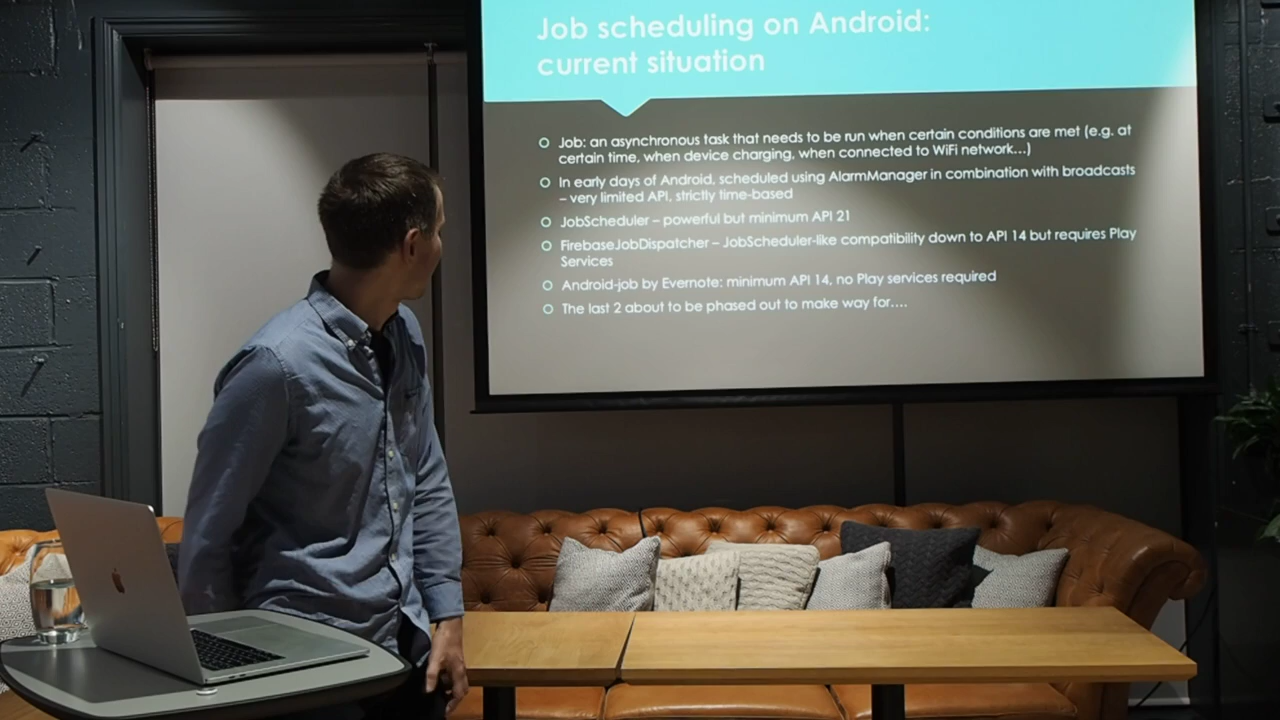 Job scheduling on Android:
current situation
Job: an asynchronous task that needs to be run when certain conditions are met (e.g. at
certain time, when device charging, when connected to WiFi network...)
In early days of Android, scheduled using AlarmManager in combination with broadcasts
– very limited API, strictly time-based
JobScheduler – powerful but minimum API 21
FirebaseJobDispatcher – JobScheduler-like compatibility down to API 14 but requires Play
Services
Android-job by Evernote: minimum API 14, no Play services required
The last 2 about to be phased out to make way for....